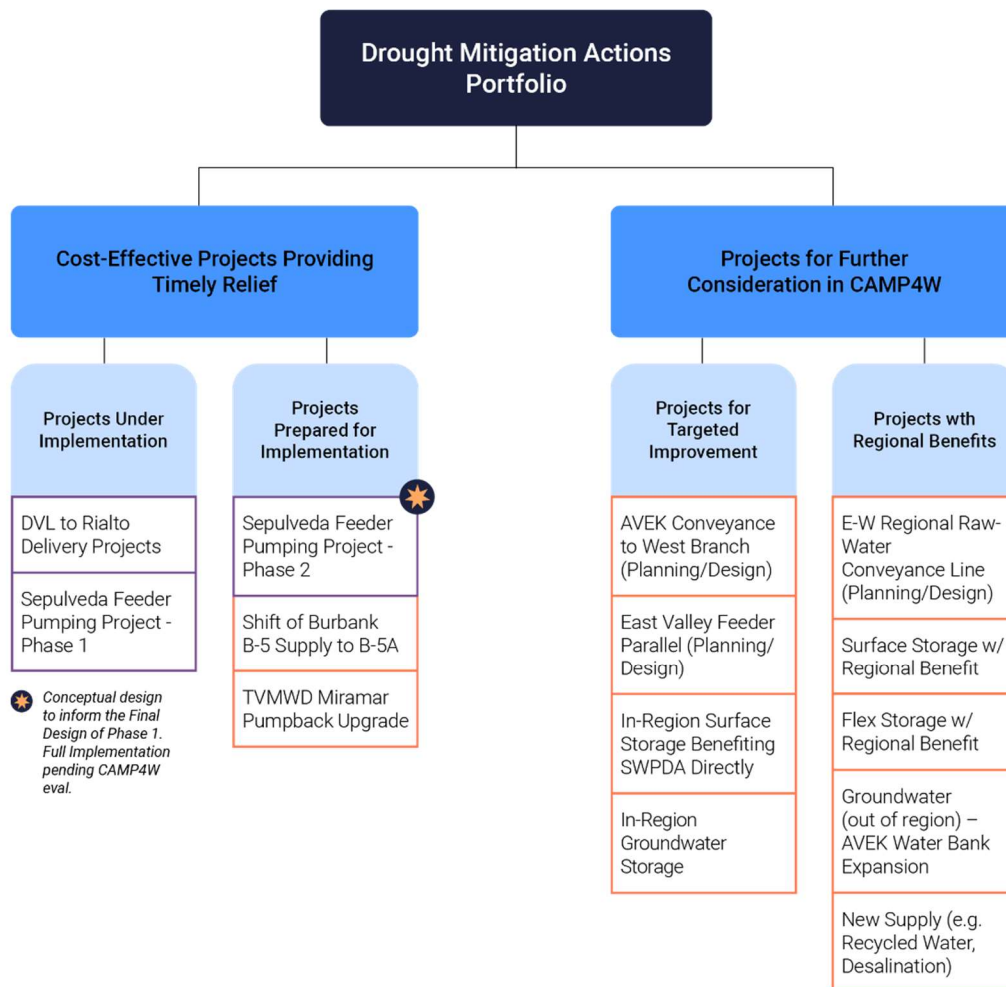 Drought Mitigation Actions
Portfolio
Cost-Effective Projects Providing
Timely Relief
Projects for Further
Consideration in CAMP4W
Projects Under
Implementation
DVL to Rialto
Delivery Projects
Sepulveda Feeder
Pumping Project -
Phase 1
Conceptual design
to inform the Final
Design of Phase 1.
Full Implementation
pending CAMP4W
eval.
Projects
Prepared for
Implementation
Sepulveda Feeder
Pumping Project -
Phase 2
Shift of Burbank
B-5 Supply to B-5A
TVMWD Miramar
Pumpback Upgrade
Projects for
Targeted
Improvement
AVEK Conveyance
to West Branch
(Planning/Design)
East Valley Feeder
Parallel (Planning/
Design)
In-Region Surface
Storage Benefiting
SWPDA Directly
In-Region
Groundwater
Storage
Projects wth
Regional Benefits
E-W Regional Raw-
Water
Conveyance Line
(Planning/Design)
Surface Storage w/
Regional Benefit
Flex Storage w/
Regional Benefit
Groundwater
(out of region) –
AVEK Water Bank
Expansion
New Supply (e.g.
Recycled Water,
Desalination)